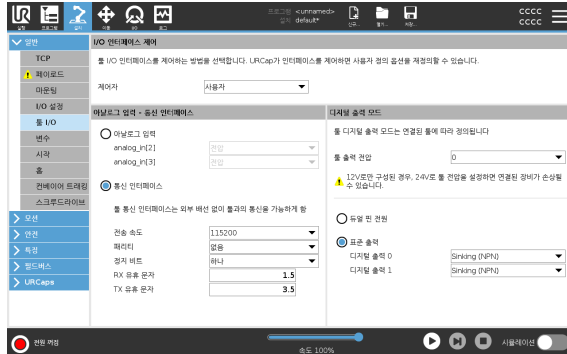 실행
프로그램
설치
이동
I/O
로그
프로그램 <unnamed>
설치 default*
신규...
열기...
저장...
cccc
cccc
일반
TCP
페이로드
마운팅
I/O 설정
툴 I/O
변수
시작
홈
컨베이어 트래킹
스크루드라이브
모션
안전
특징
필드버스
URCaps
I/O 인터페이스 제어
툴 I/O 인터페이스를 제어하는 방법을 선택합니다. URCap가 인터페이스를 제어하면 사용자 정의 옵션을 재정의할 수 있습니다.
제어자 사용자
아날로그 입력 - 통신 인터페이스
아날로그 입력
analog_in[2] 전압
analog_in[3] 전압
통신 인터페이스
툴 통신 인터페이스는 외부 배선 없이 툴과의 통신을 가능하게 함
전송 속도 115200
패리티 없음
정지 비트 하나
RX 유휴 문자 1.5
TX 유휴 문자 3.5
디지털 출력 모드
툴 디지털 출력 모드는 연결된 툴에 따라 정의됩니다
툴 출력 전압 0
12V로만 구성된 경우, 24V로 툴 전압을 설정하면 연결된 장비가 손상될
수 있습니다.
듀얼 핀 전원
표준 출력
디지털 출력 0 Sinking (NPN)
디지털 출력 1 Sinking (NPN)
전원 꺼짐
속도 100%
시뮬레이션